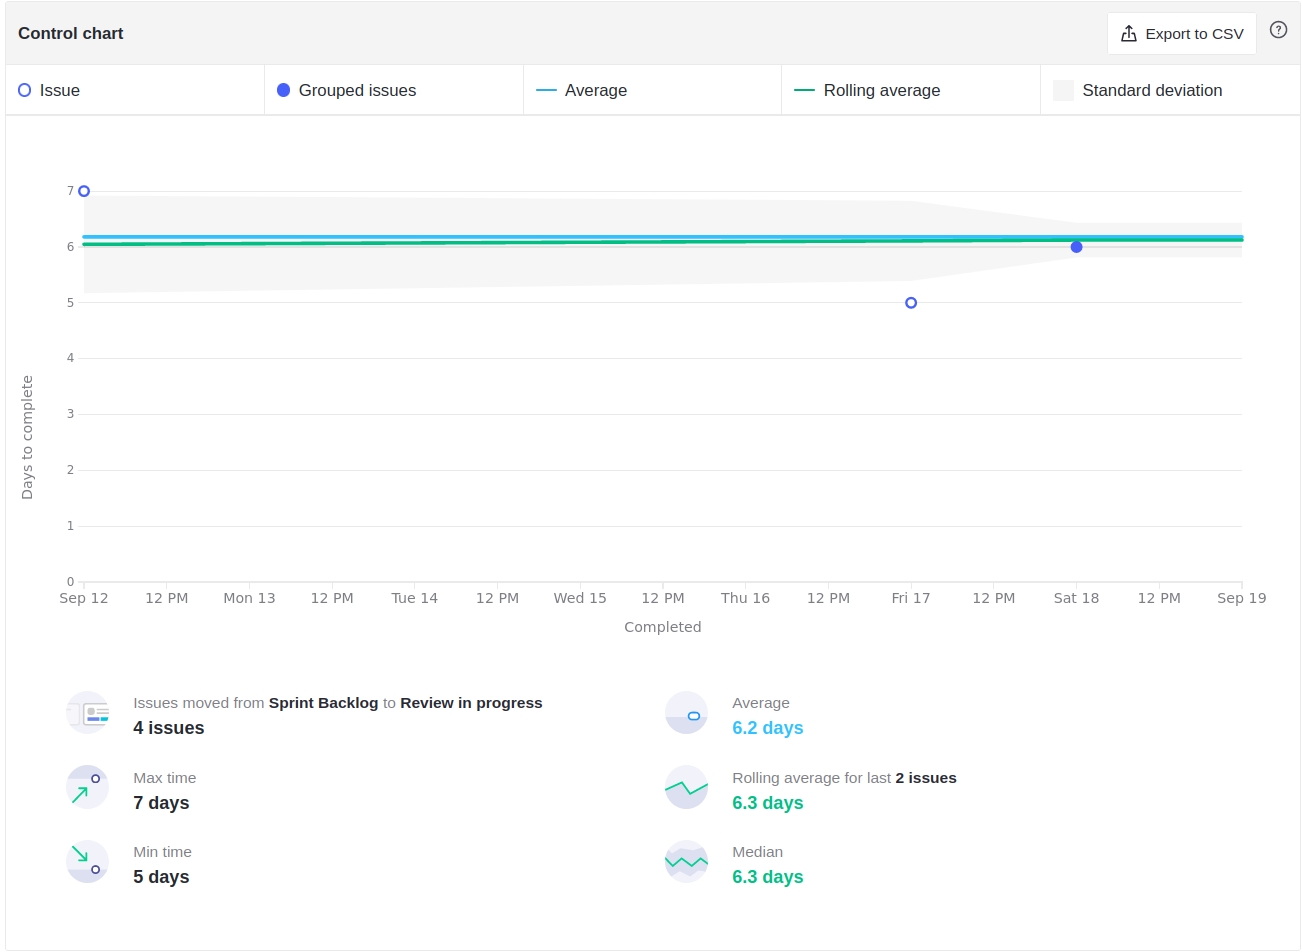 Control chart
Export to CSV
?
Issue
Grouped issues
Average
Rolling average
Standard deviation
7
6
5
4
3
2
1
0
Days to complete
Sep 12 12 PM Mon 13 12 PM Tue 14 12 PM Wed 15 12 PM Thu 16 12 PM Fri 17 12 PM Sat 18 12 PM Sep 19
Completed
Issues moved from Sprint Backlog to Review in progress
4 issues
Average
6.2 days
Max time
7 days
Rolling average for last 2 issues
6.3 days
Min time
5 days
Median
6.3 days